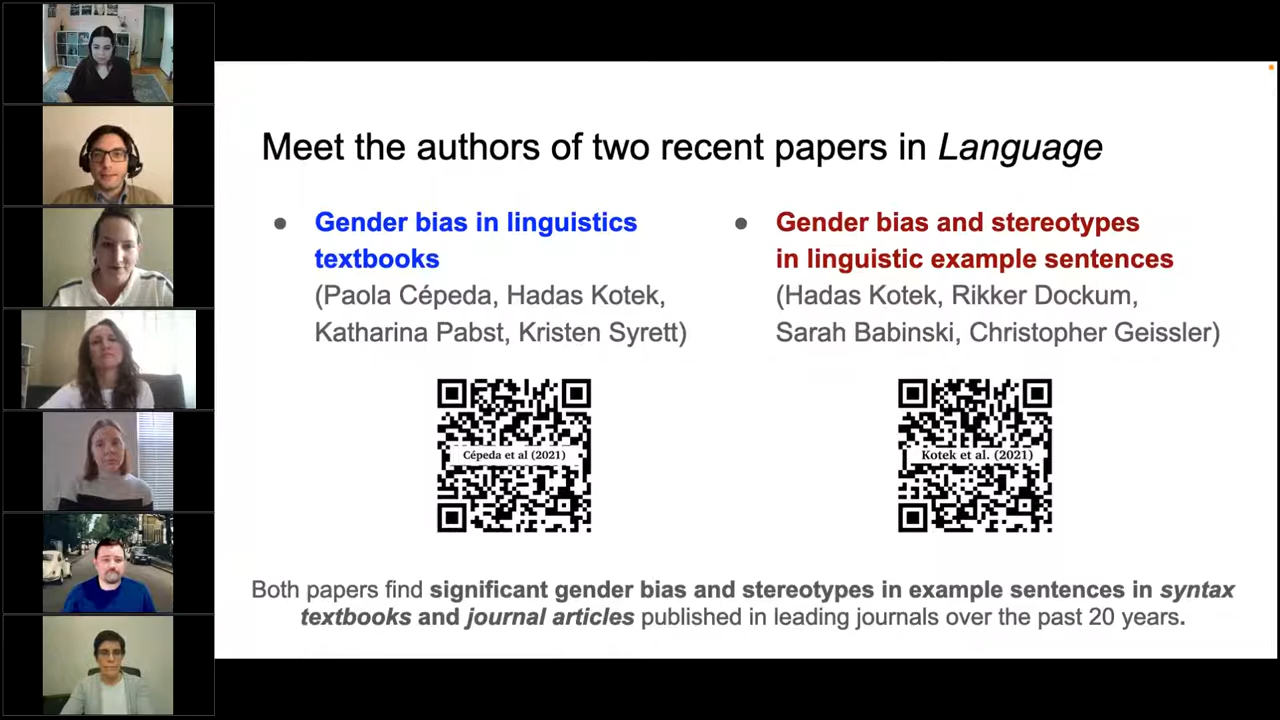 Meet the authors of two recent papers in Language
Gender bias in linguistics
textbooks
(Paola Cépeda, Hadas Kotek,
Katharina Pabst, Kristen Syrett)
Cépeda et al (2021)
Gender bias and stereotypes
in linguistic example sentences
(Hadas Kotek, Rikker Dockum,
Sarah Babinski, Christopher Geissler)
Kotek et al. (2021)
Both papers find significant gender bias and stereotypes in example sentences in syntax
textbooks and journal articles published in leading journals over the past 20 years.